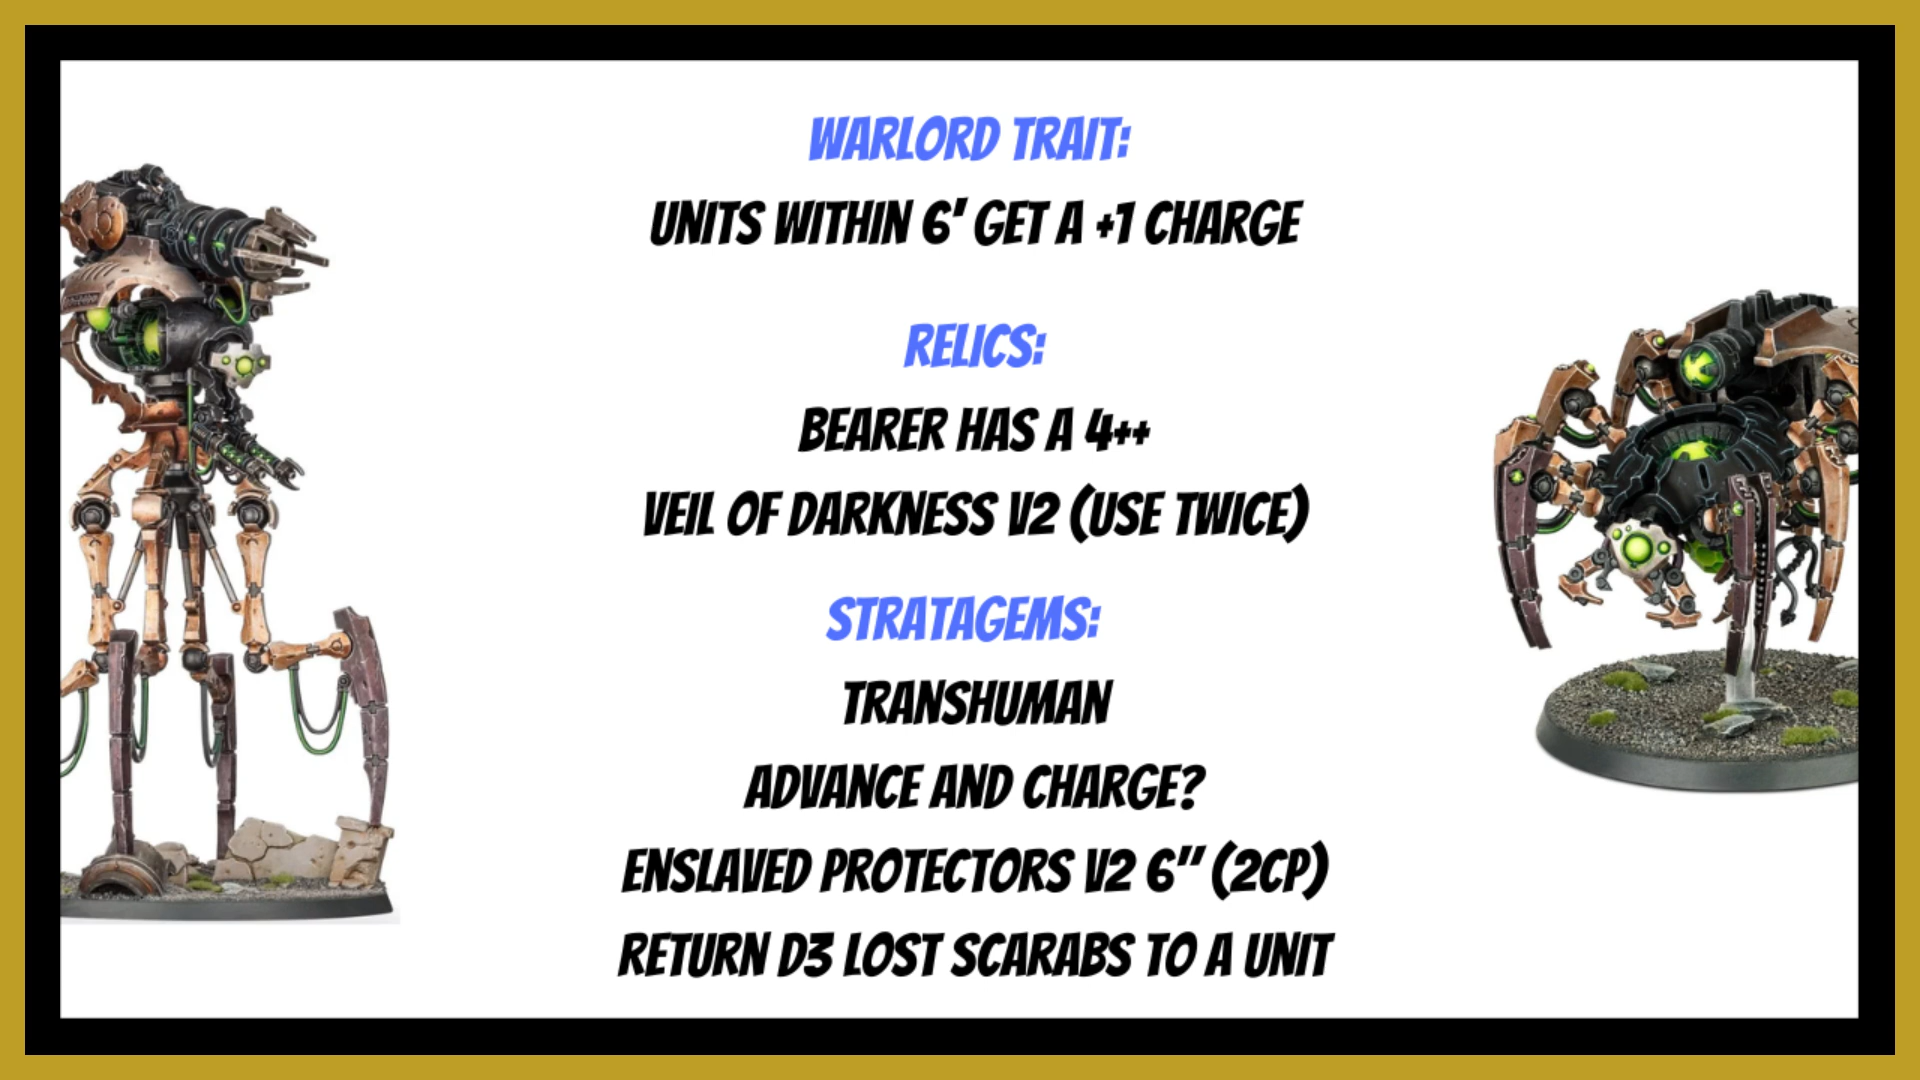 WARLORD TRAIT:
UNITS WITHIN 6' GET A +1 CHARGE
RELICS:
BEARER HAS A 4++
VEIL OF DARKNESS V2 (USE TWICE)
STRATAGEMS:
TRANSHUMAN
ADVANCE AND CHARGE?
ENSLAVED PROTECTORS V2 6" (2CP)
RETURN D3 LOST SCARABS TO A UNIT